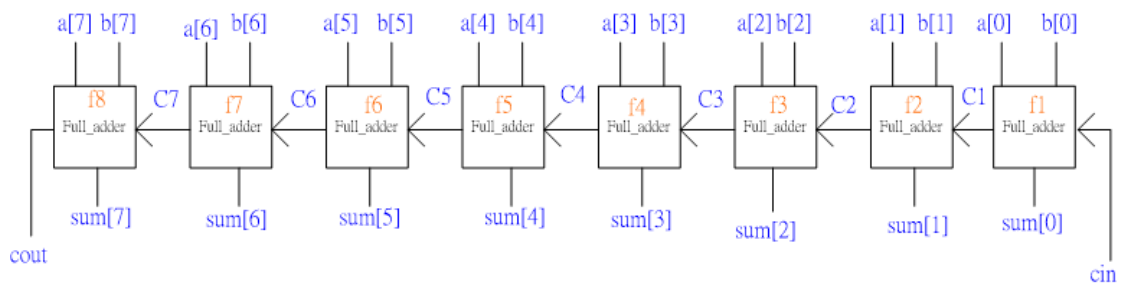 a[7] b[7] a[6] b[6] a[5] b[5] a[4] b[4] a[3] b[3] a[2] b[2] a[1] b[1] a[0] b[0]
f8 C7 f7 C6 f6 C5 f5 C4 f4 C3 f3 C2 f2 C1 f1
Full_adder Full_adder Full_adder Full_adder Full_adder Full_adder Full_adder Full_adder
sum[7] sum[6] sum[5] sum[4] sum[3] sum[2] sum[1] sum[0]
cout cin